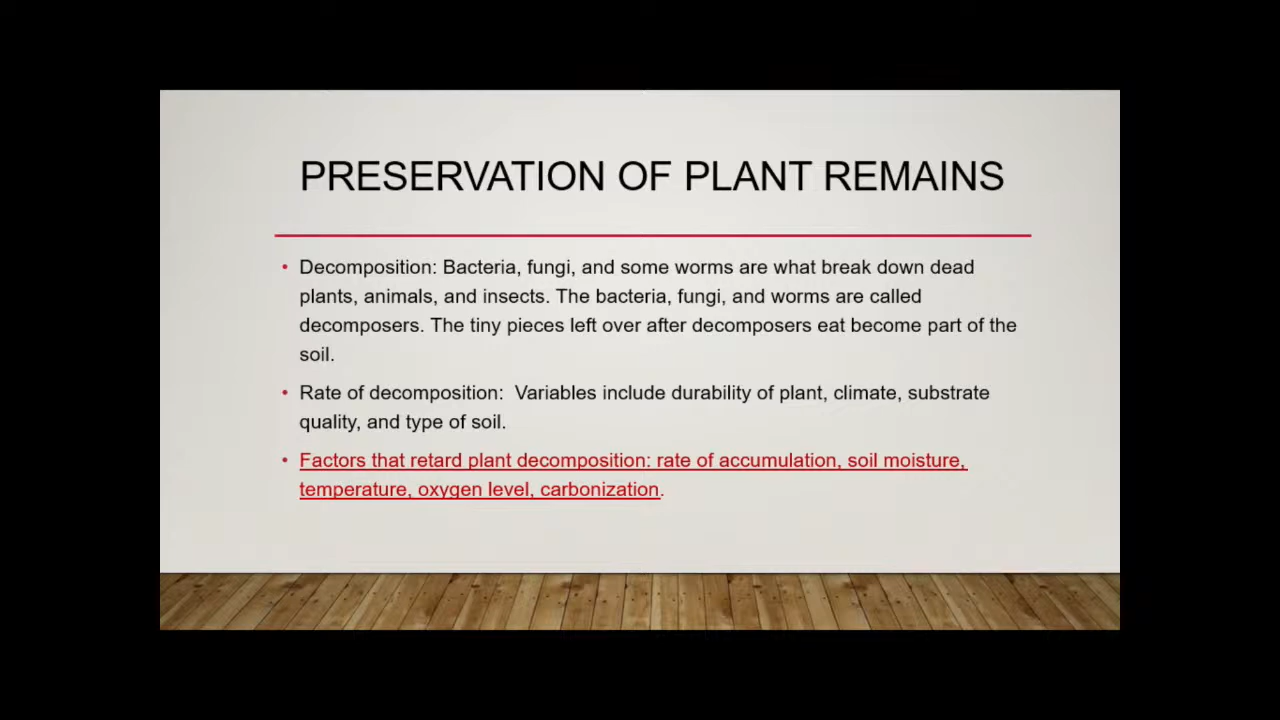 PRESERVATION OF PLANT REMAINS
• Decomposition: Bacteria, fungi, and some worms are what break down dead
plants, animals, and insects. The bacteria, fungi, and worms are called
decomposers. The tiny pieces left over after decomposers eat become part of the
soil.
• Rate of decomposition:  Variables include durability of plant, climate, substrate
quality, and type of soil.
• Factors that retard plant decomposition: rate of accumulation, soil moisture,
temperature, oxygen level, carbonization.